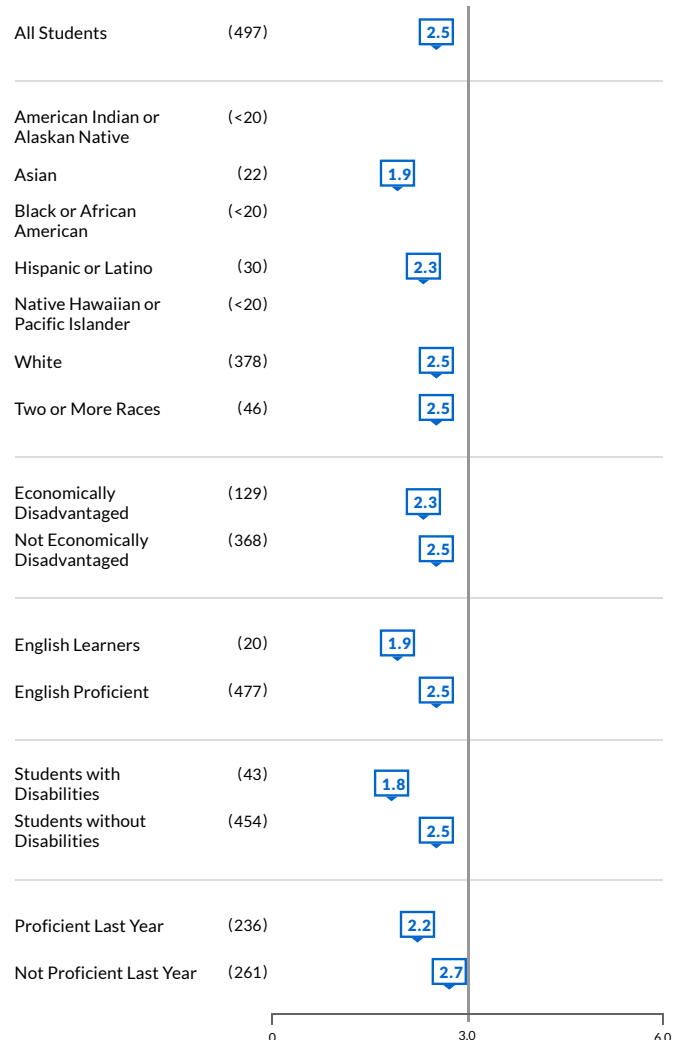 All Students (497) 2.5
American Indian or (<20)
Alaskan Native
Asian (22) 1.9
Black or African (<20)
American
Hispanic or Latino (30) 2.3
Native Hawaiian or (<20)
Pacific Islander
White (378) 2.5
Two or More Races (46) 2.5
Economically (129) 2.3
Disadvantaged
Not Economically (368) 2.5
Disadvantaged
English Learners (20) 1.9
English Proficient (477) 2.5
Students with (43) 1.8
Disabilities
Students without (454) 2.5
Disabilities
Proficient Last Year (236) 2.2
Not Proficient Last Year (261) 2.7
0 3.0 6.0